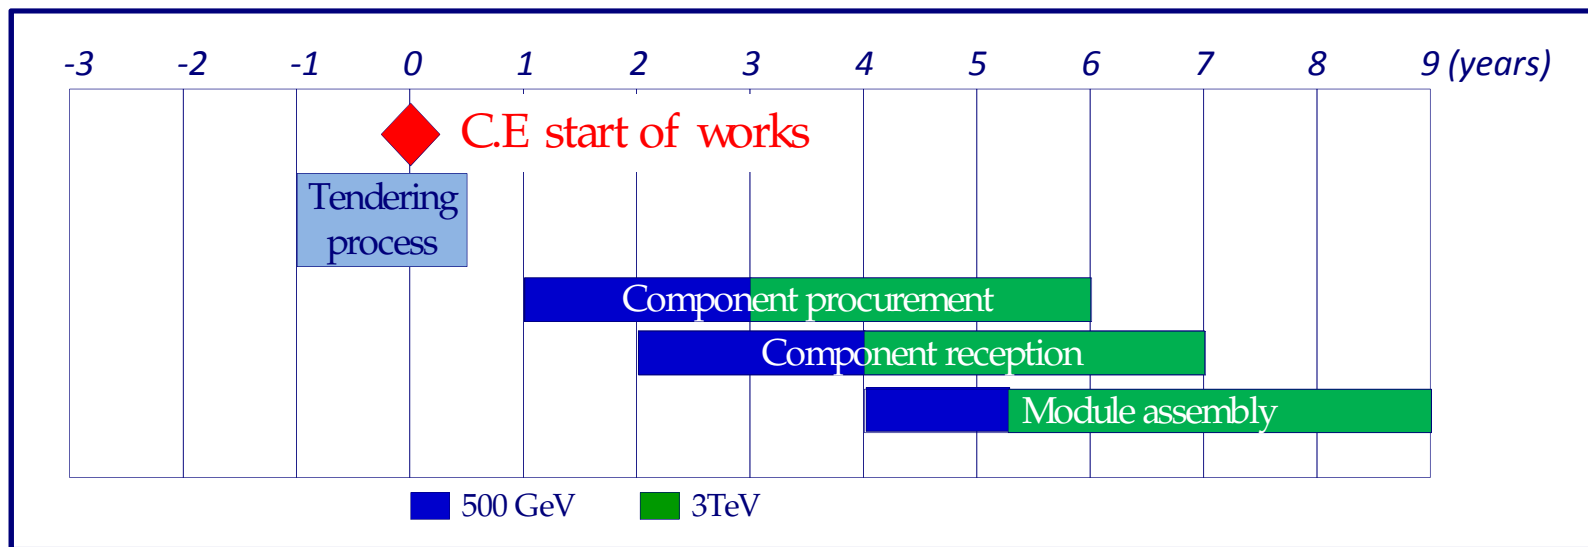 -3 -2 -1 0 1 2 3 4 5 6 7 8 9 (years)
C.E start of works
Tendering
process
Component procurement
Component reception
Module assembly
500 GeV 3TeV